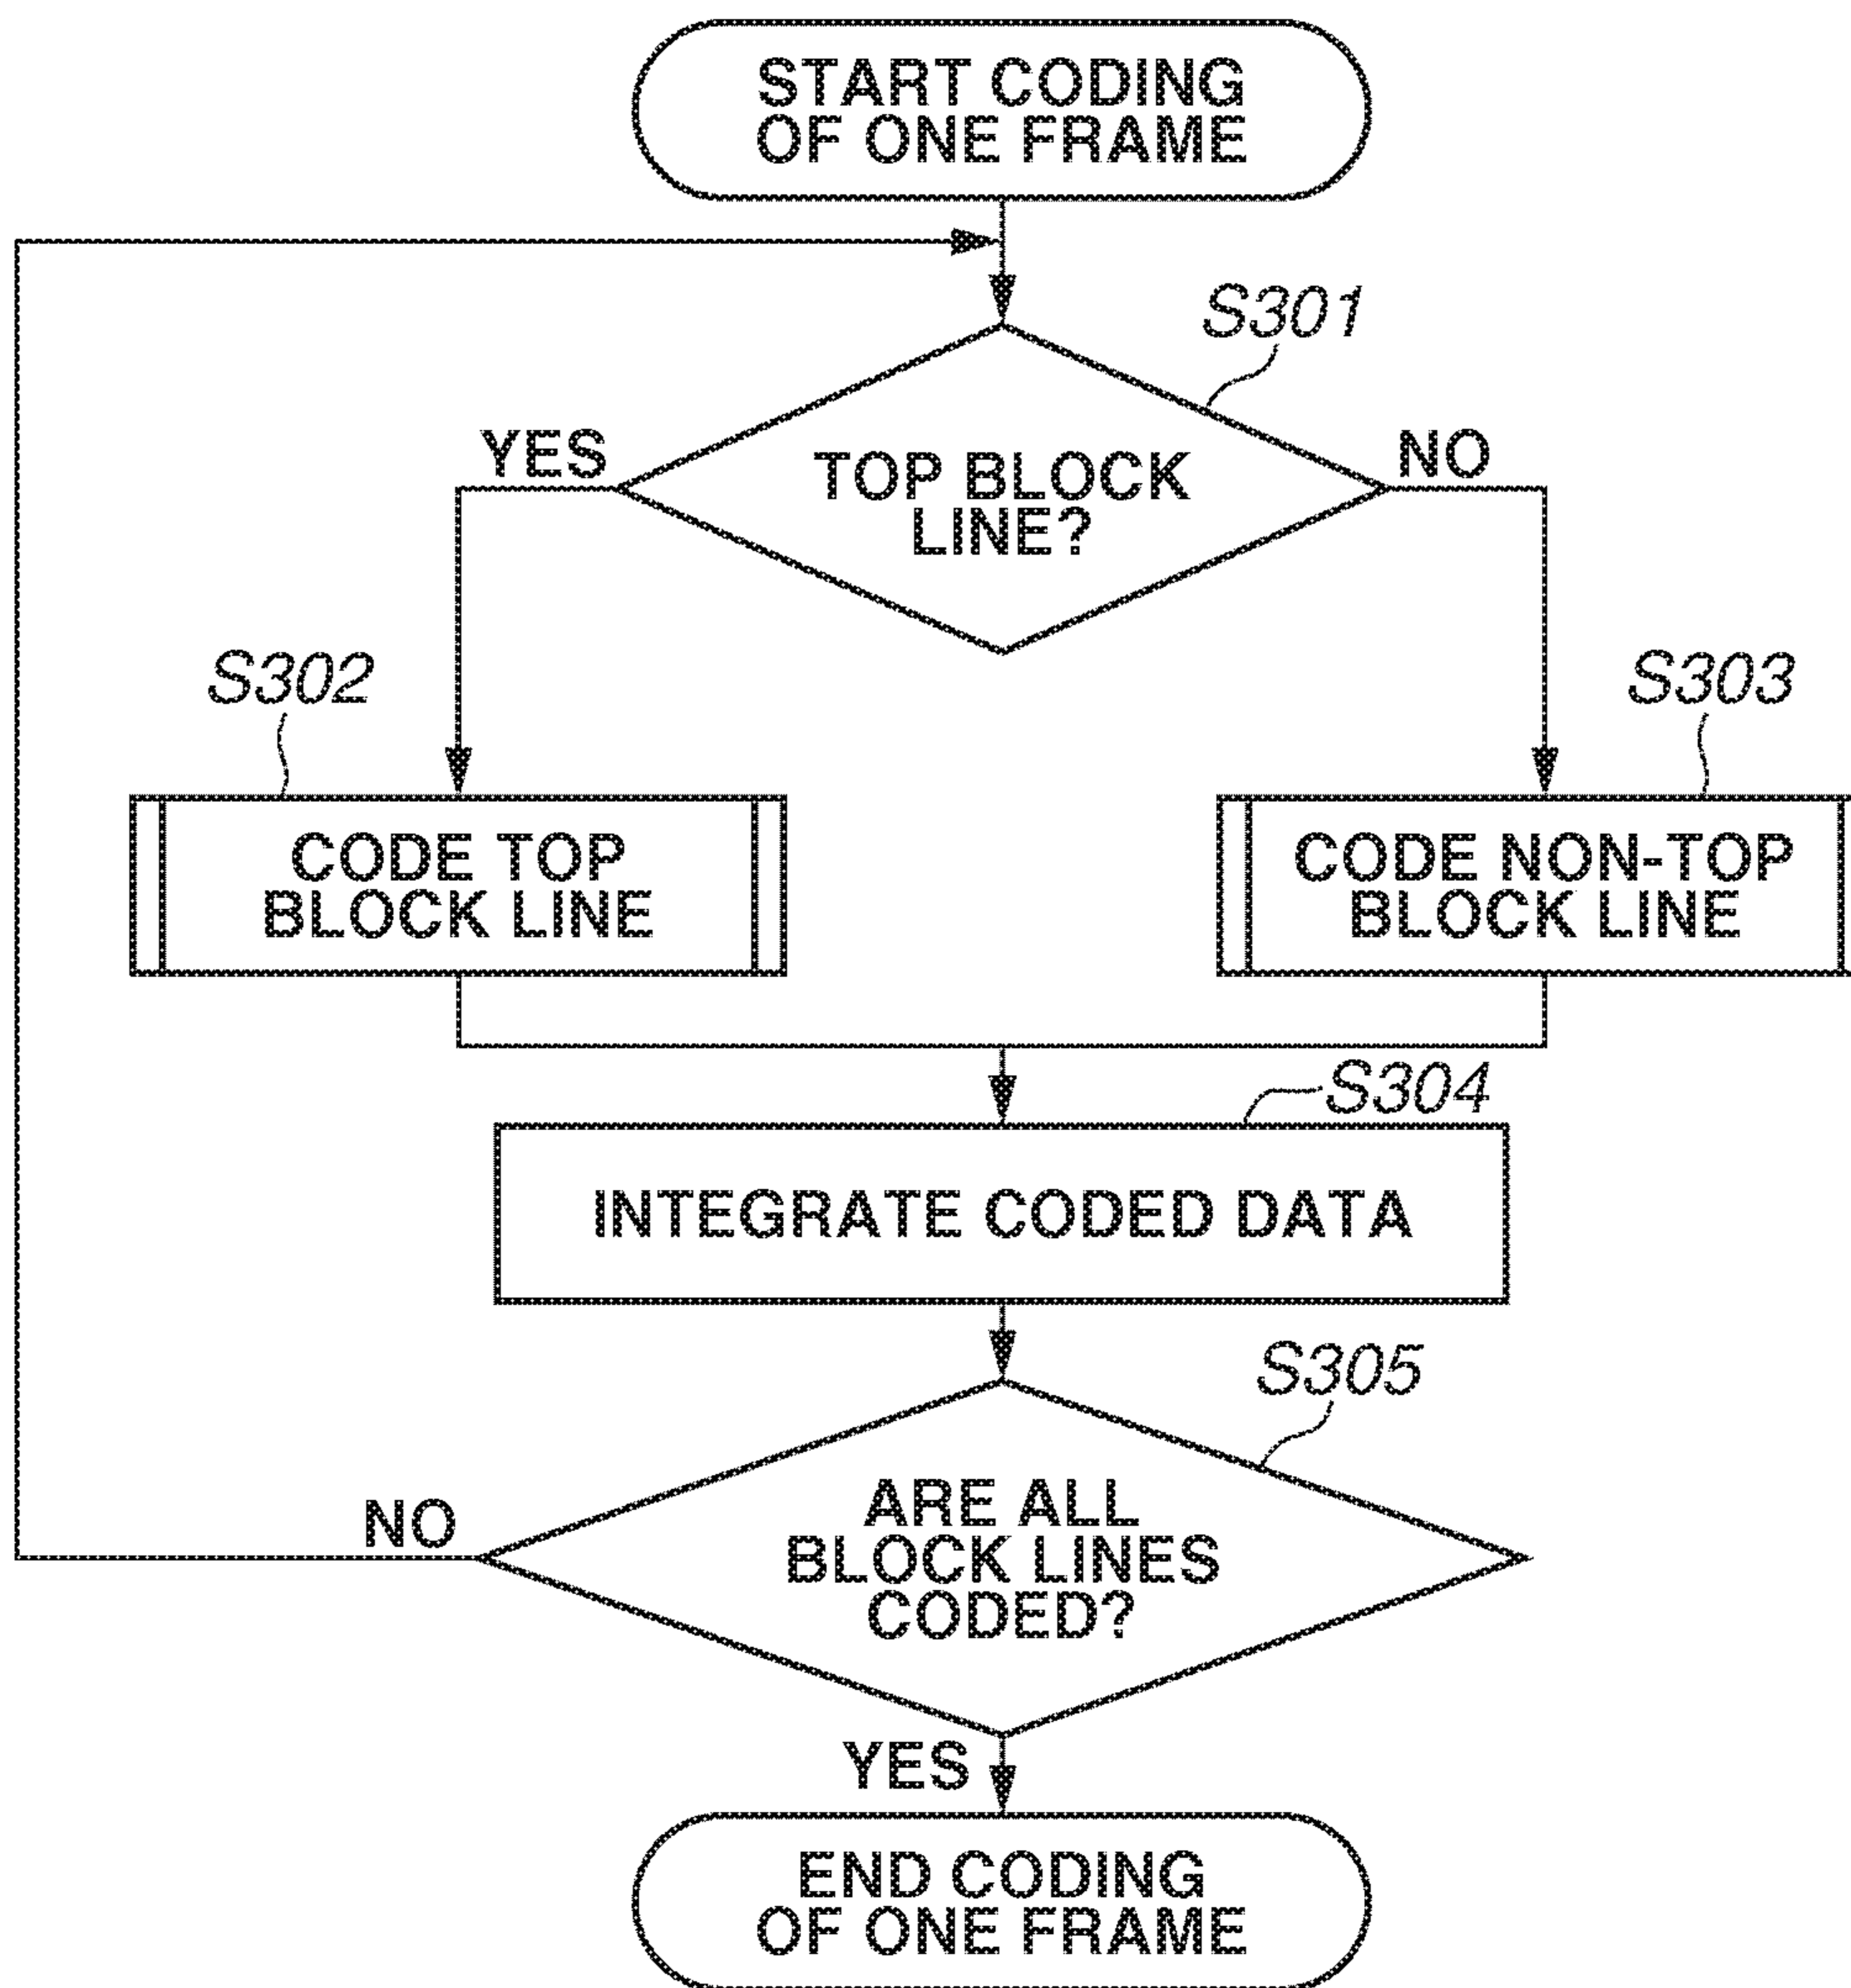 START CODING
OF ONE FRAME
S301
YES
TOP BLOCK
LINE?
NO
S302
S303
CODE TOP
BLOCK LINE
CODE NON-TOP
BLOCK LINE
S304
INTEGRATE CODED DATA
S305
NO
ARE ALL
BLOCK LINES
CODED?
YES
END CODING
OF ONE FRAME